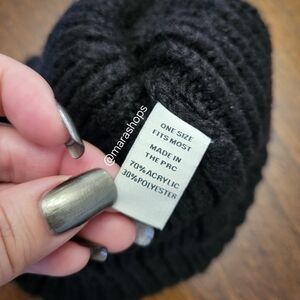 ONE SIZE
FITS MOST
MADE IN
THE PRC
70% ACRYLIC
30% POLYESTER
@marashops